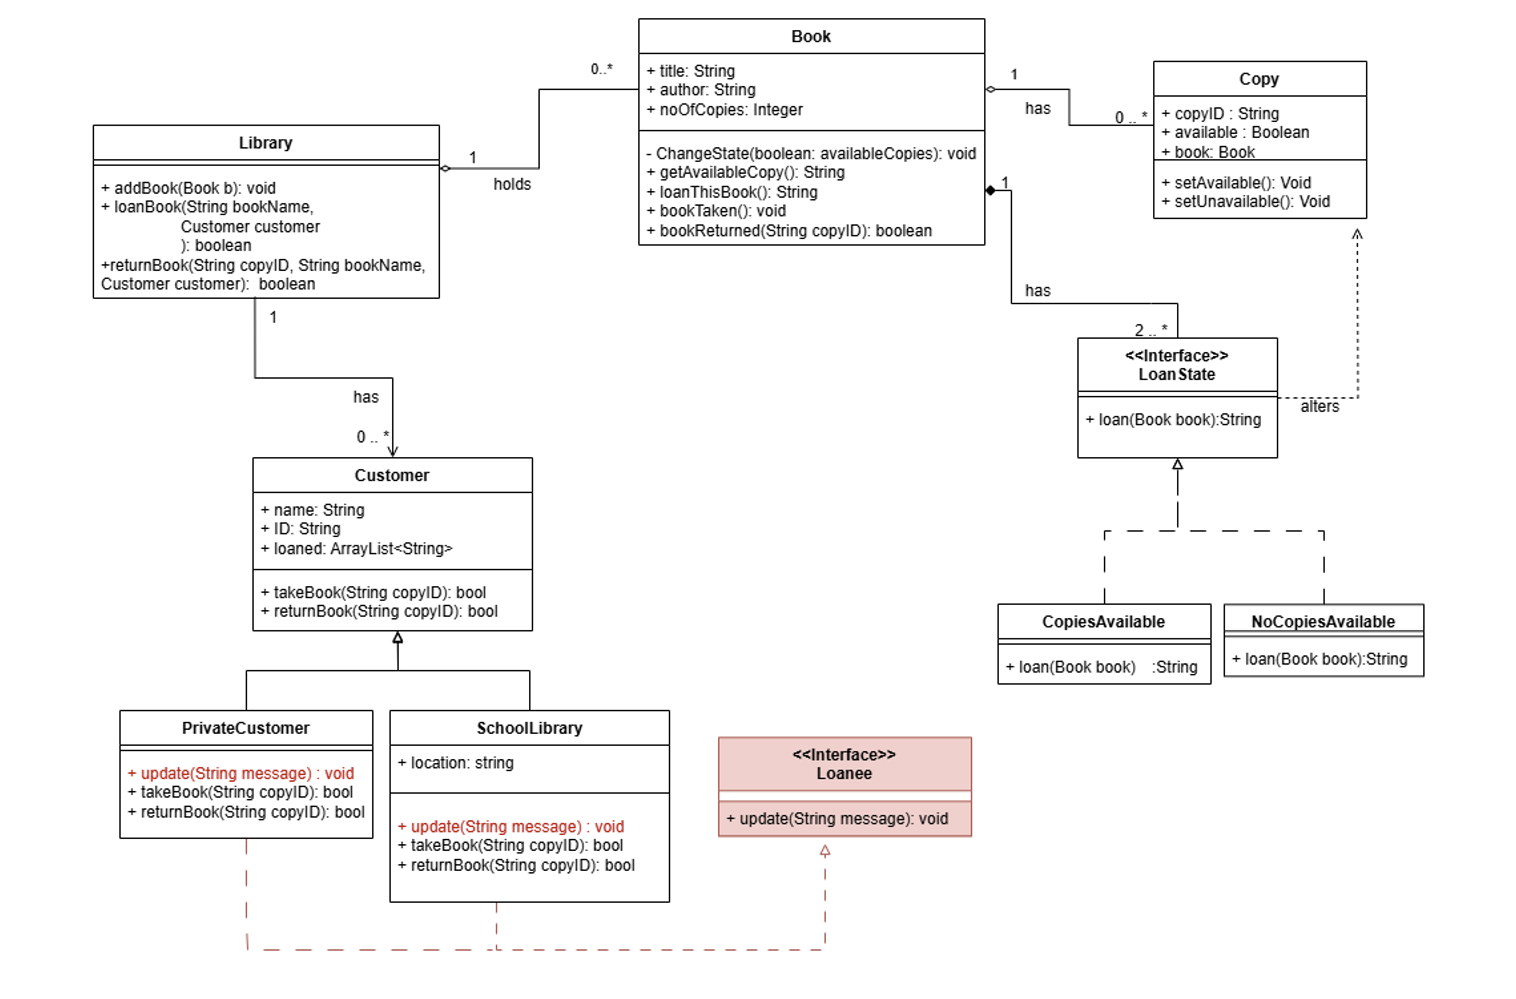 Book
+ title: String
+ author: String
+ noOfCopies: Integer
- ChangeState(boolean: availableCopies): void
+ getAvailableCopy(): String
+ loanThisBook(): String
+ bookTaken(): void
+ bookReturned(String copyID): boolean
0..*
1
holds
1
has
0 .. *
Copy
+ copyID : String
+ available : Boolean
+ book: Book
+ setAvailable(): Void
+ setUnavailable(): Void
Library
+ addBook(Book b): void
+ loanBook(String bookName,
Customer customer
): boolean
+returnBook(String copyID, String bookName,
Customer customer): boolean
1
has
2 .. *
<<Interface>>
LoanState
+ loan(Book book):String
alters
1
has
0 .. *
Customer
+ name: String
+ ID: String
+ loaned: ArrayList<String>
+ takeBook(String copyID): bool
+ returnBook(String copyID): bool
CopiesAvailable
+ loan(Book book) :String
NoCopiesAvailable
+ loan(Book book):String
PrivateCustomer
+ update(String message) : void
+ takeBook(String copyID): bool
+ returnBook(String copyID): bool
SchoolLibrary
+ location: string
+ update(String message) : void
+ takeBook(String copyID): bool
+ returnBook(String copyID): bool
<<Interface>>
Loanee
+ update(String message): void